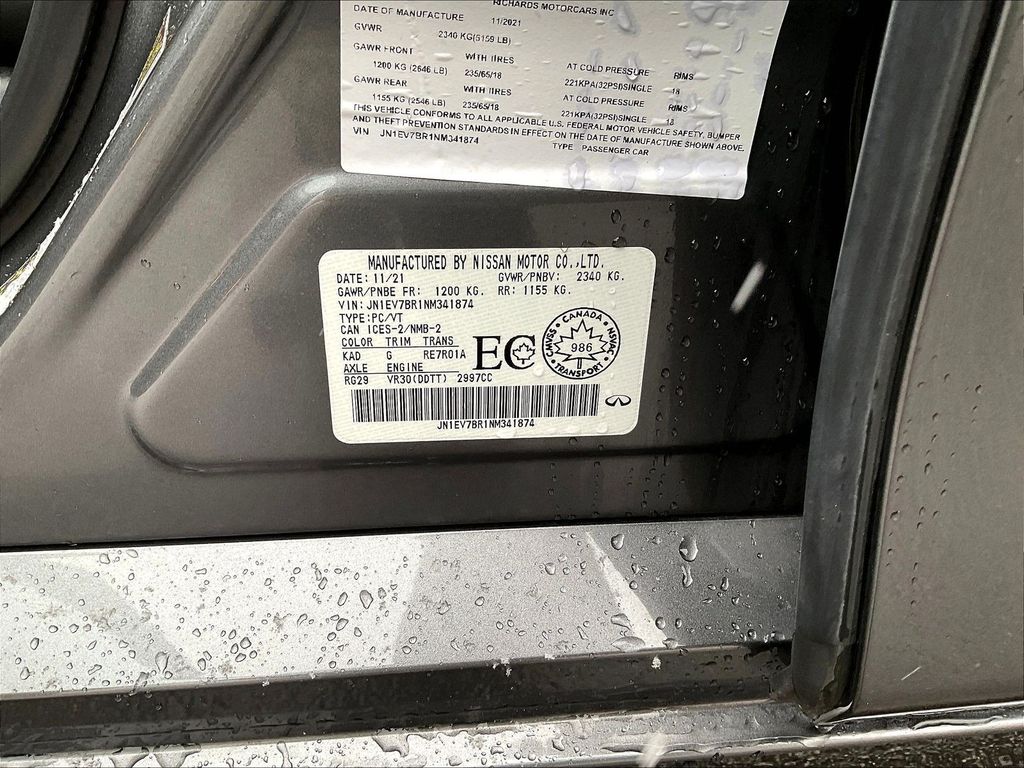 RICHARDS MOTORCARS INC
DATE OF MANUFACTURE 11/2021
GVWR 2340 KG(5159 LB)
GAWR FRONT WITH TIRES AT COLD PRESSURE RIMS
1200 KG (2646 LB) 235/65/18 221KPA(32PSI)SINGLE 18
GAWR REAR WITH TIRES AT COLD PRESSURE RIMS
1155 KG (2546 LB) 235/65/18 221KPA(32PSI)SINGLE 18
THIS VEHICLE CONFORMS TO ALL APPLICABLE U.S. FEDERAL MOTOR VEHICLE SAFETY, BUMPER
AND THEFT PREVENTION STANDARDS IN EFFECT ON THE DATE OF MANUFACTURE SHOWN ABOVE.
VIN JN1EV7BR1NM341874 TYPE PASSENGER CAR
MANUFACTURED BY NISSAN MOTOR CO.,LTD.
DATE: 11/21 GVWR/PNBV: 2340 KG.
GAWR/PNBE FR: 1200 KG. RR: 1155 KG.
VIN: JN1EV7BR1NM341874
TYPE:PC/VT
CAN ICES-2/NMB-2
COLOR TRIM TRANS
KAD G RE7R01A
AXLE ENGINE
RG29 VR30(DDTT) 2997CC
EC
CANADA
CMVSS NSVAC
986
TRANSPORT
JN1EV7BR1NM341874